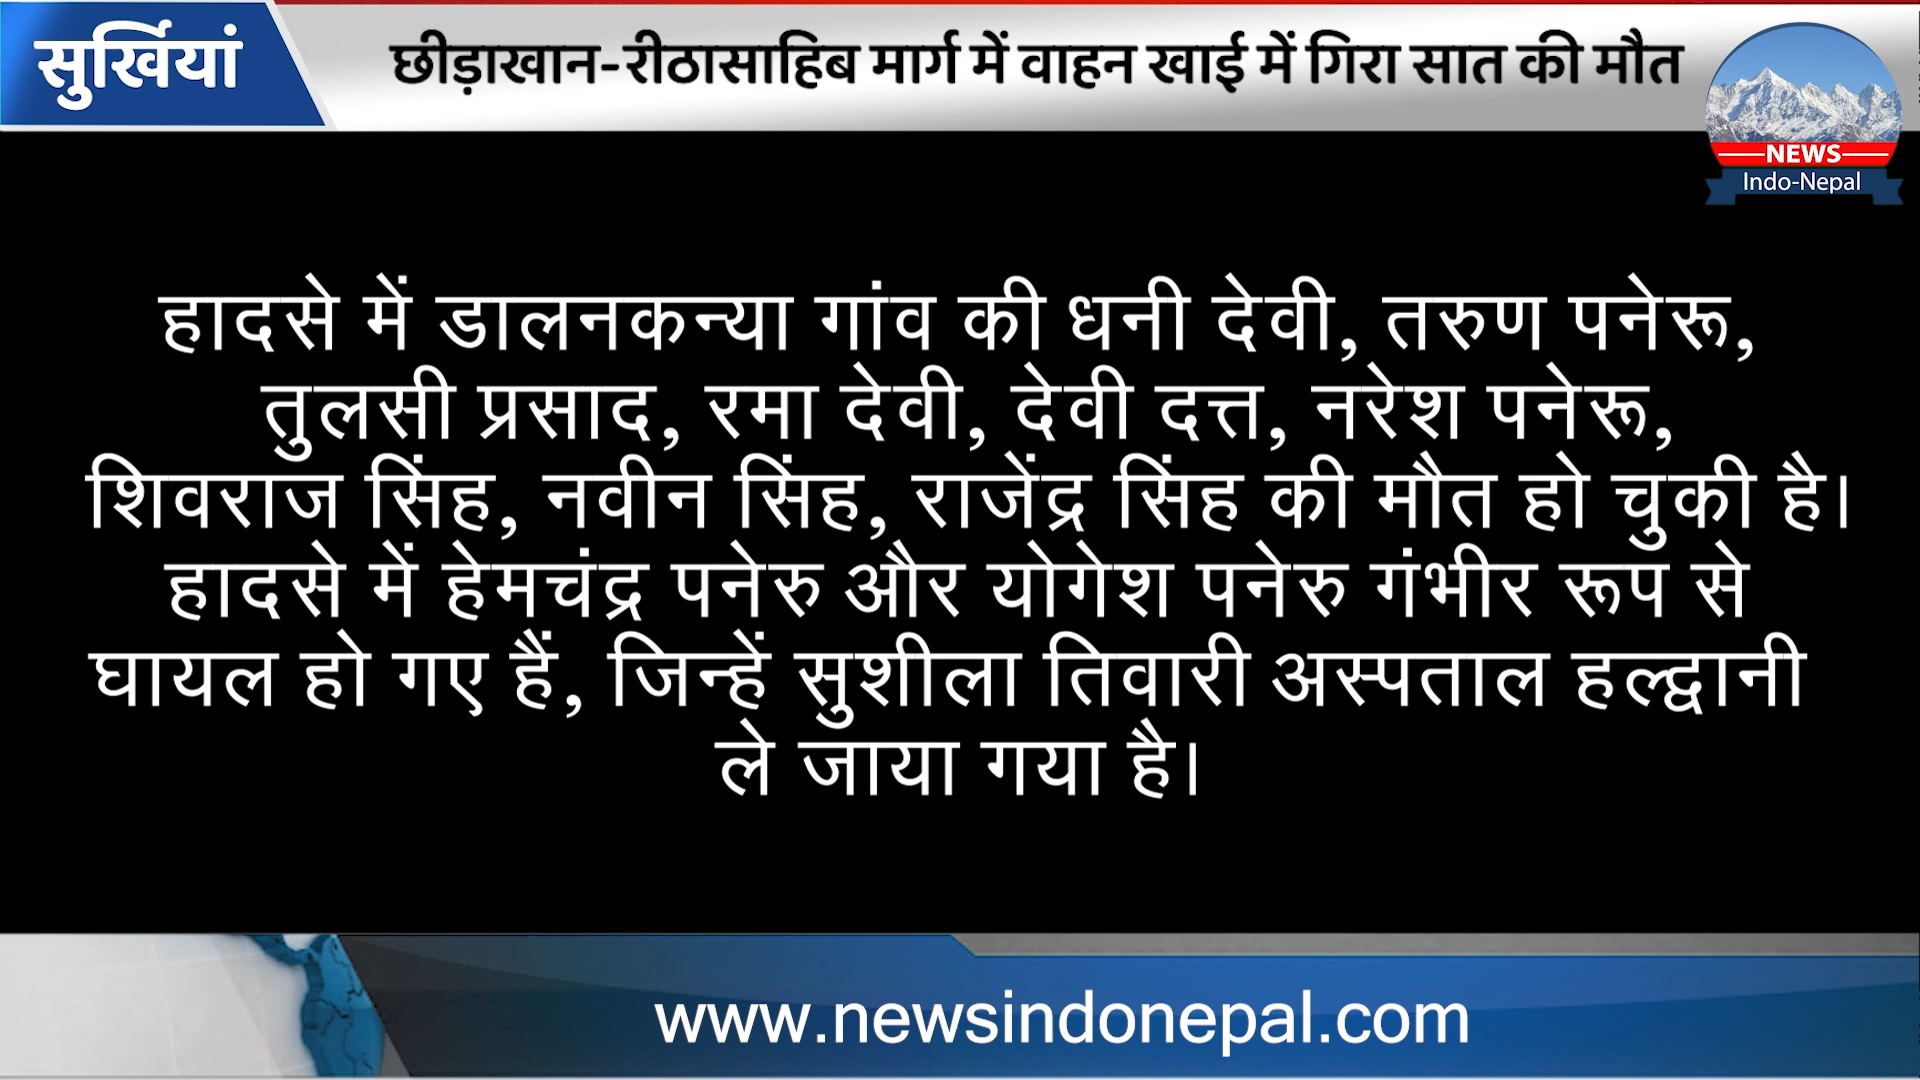 सुर्खियां
छीड़ाखान-रीठासाहिब मार्ग में वाहन खाई में गिरा सात की मौत
NEWS
Indo-Nepal
हादसे में डालनकन्या गांव की धनी देवी, तरुण पनेरू,
तुलसी प्रसाद, रमा देवी, देवी दत्त, नरेश पनेरू,
शिवराज सिंह, नवीन सिंह, राजेंद्र सिंह की मौत हो चुकी है।
हादसे में हेमचंद्र पनेरु और योगेश पनेरु गंभीर रूप से
घायल हो गए हैं, जिन्हें सुशीला तिवारी अस्पताल हल्द्वानी
ले जाया गया है।
www.newsindonepal.com